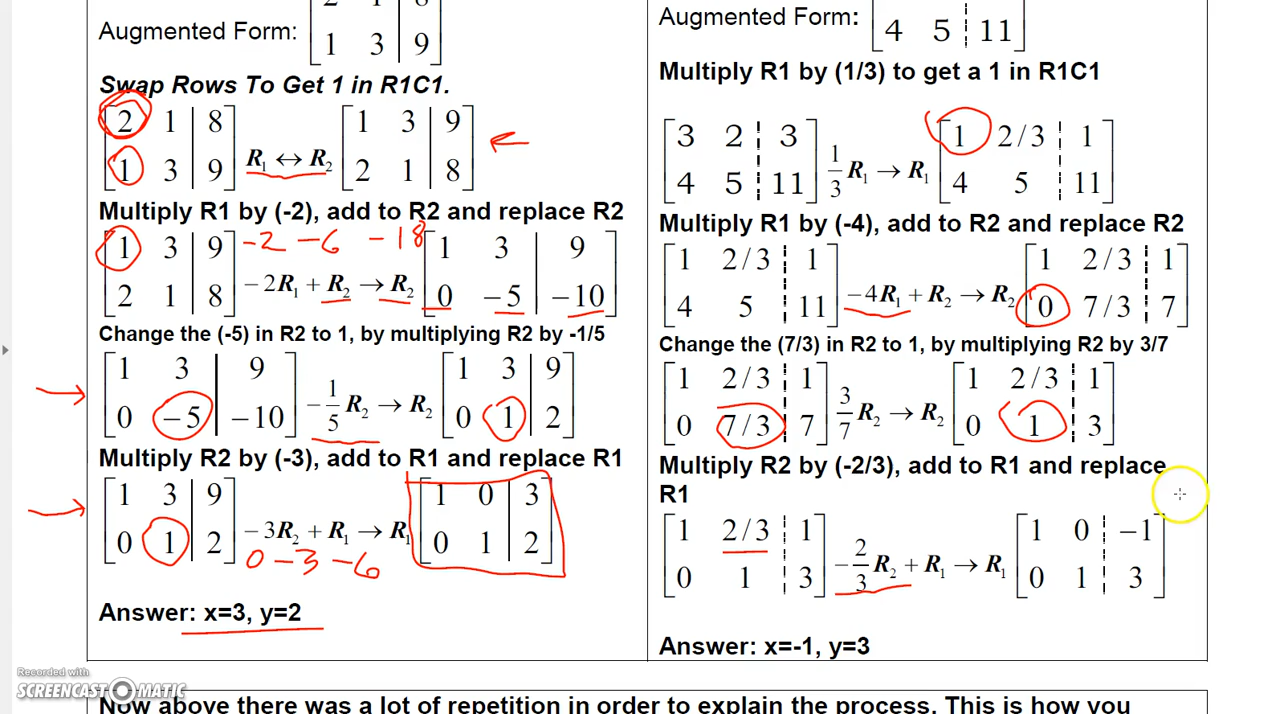 2 1 8
Augmented Form:
1 3 9
Swap Rows To Get 1 in R1C1.
2 1 8 1 3 9
R₁ ↔ R₂
1 3 9 2 1 8
Multiply R1 by (-2), add to R2 and replace R2
1 3 9 -2 -6 -18 1 3 9
-2R₁ + R₂ → R₂
2 1 8 0 -5 -10
Change the (-5) in R2 to 1, by multiplying R2 by -1/5
1 3 9 1 3 9
-1/5 R₂ → R₂
0 -5 -10 0 1 2
Multiply R2 by (-3), add to R1 and replace R1
1 3 9 1 0 3
-3R₂ + R₁ → R₁
0 1 2 0 1 2
0 -3 -6
Answer: x=3, y=2
Augmented Form:
4 5 11
Multiply R1 by (1/3) to get a 1 in R1C1
3 2 3 1 2/3 1
1/3 R₁ → R₁
4 5 11 4 5 11
Multiply R1 by (-4), add to R2 and replace R2
1 2/3 1 1 2/3 1
-4R₁ + R₂ → R₂
4 5 11 0 7/3 7
Change the (7/3) in R2 to 1, by multiplying R2 by 3/7
1 2/3 1 1 2/3 1
3/7 R₂ → R₂
0 7/3 7 0 1 3
Multiply R2 by (-2/3), add to R1 and replace
R1
1 2/3 1 1 0 -1
-2/3 R₂ + R₁ → R₁
0 1 3 0 1 3
Answer: x=-1, y=3
Recorded with
SCREENCAST MATIC
Now above there was a lot of repetition in order to explain the process. This is how you